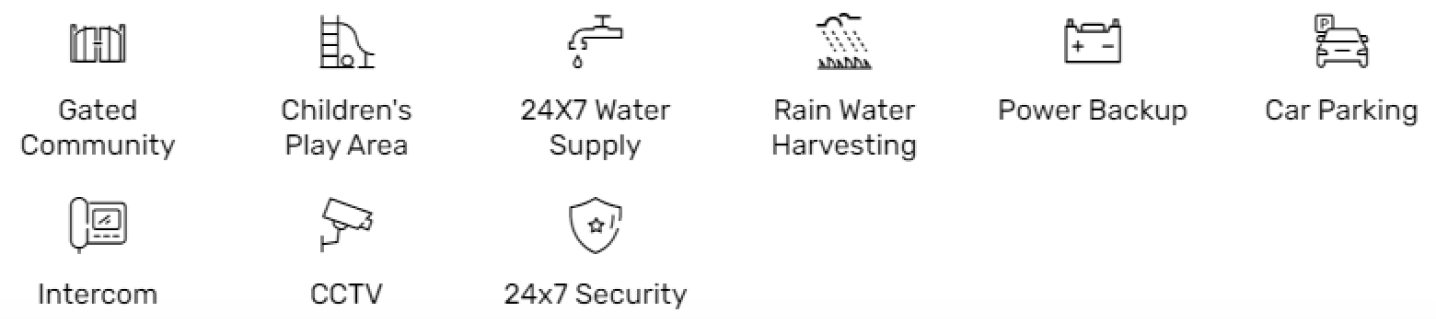 Gated
Community
Children's
Play Area
24X7 Water
Supply
Rain Water
Harvesting
Power Backup
P
Car Parking
Intercom
CCTV
24x7 Security